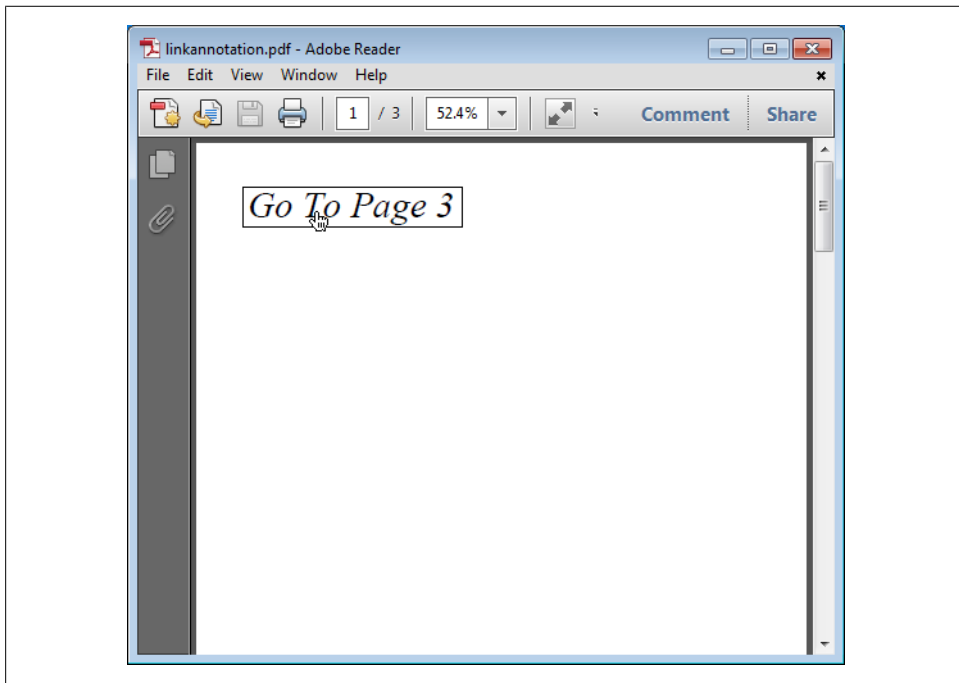 linkannotation.pdf - Adobe Reader
File Edit View Window Help
1 / 3 52.4% Comment Share
Go To Page 3